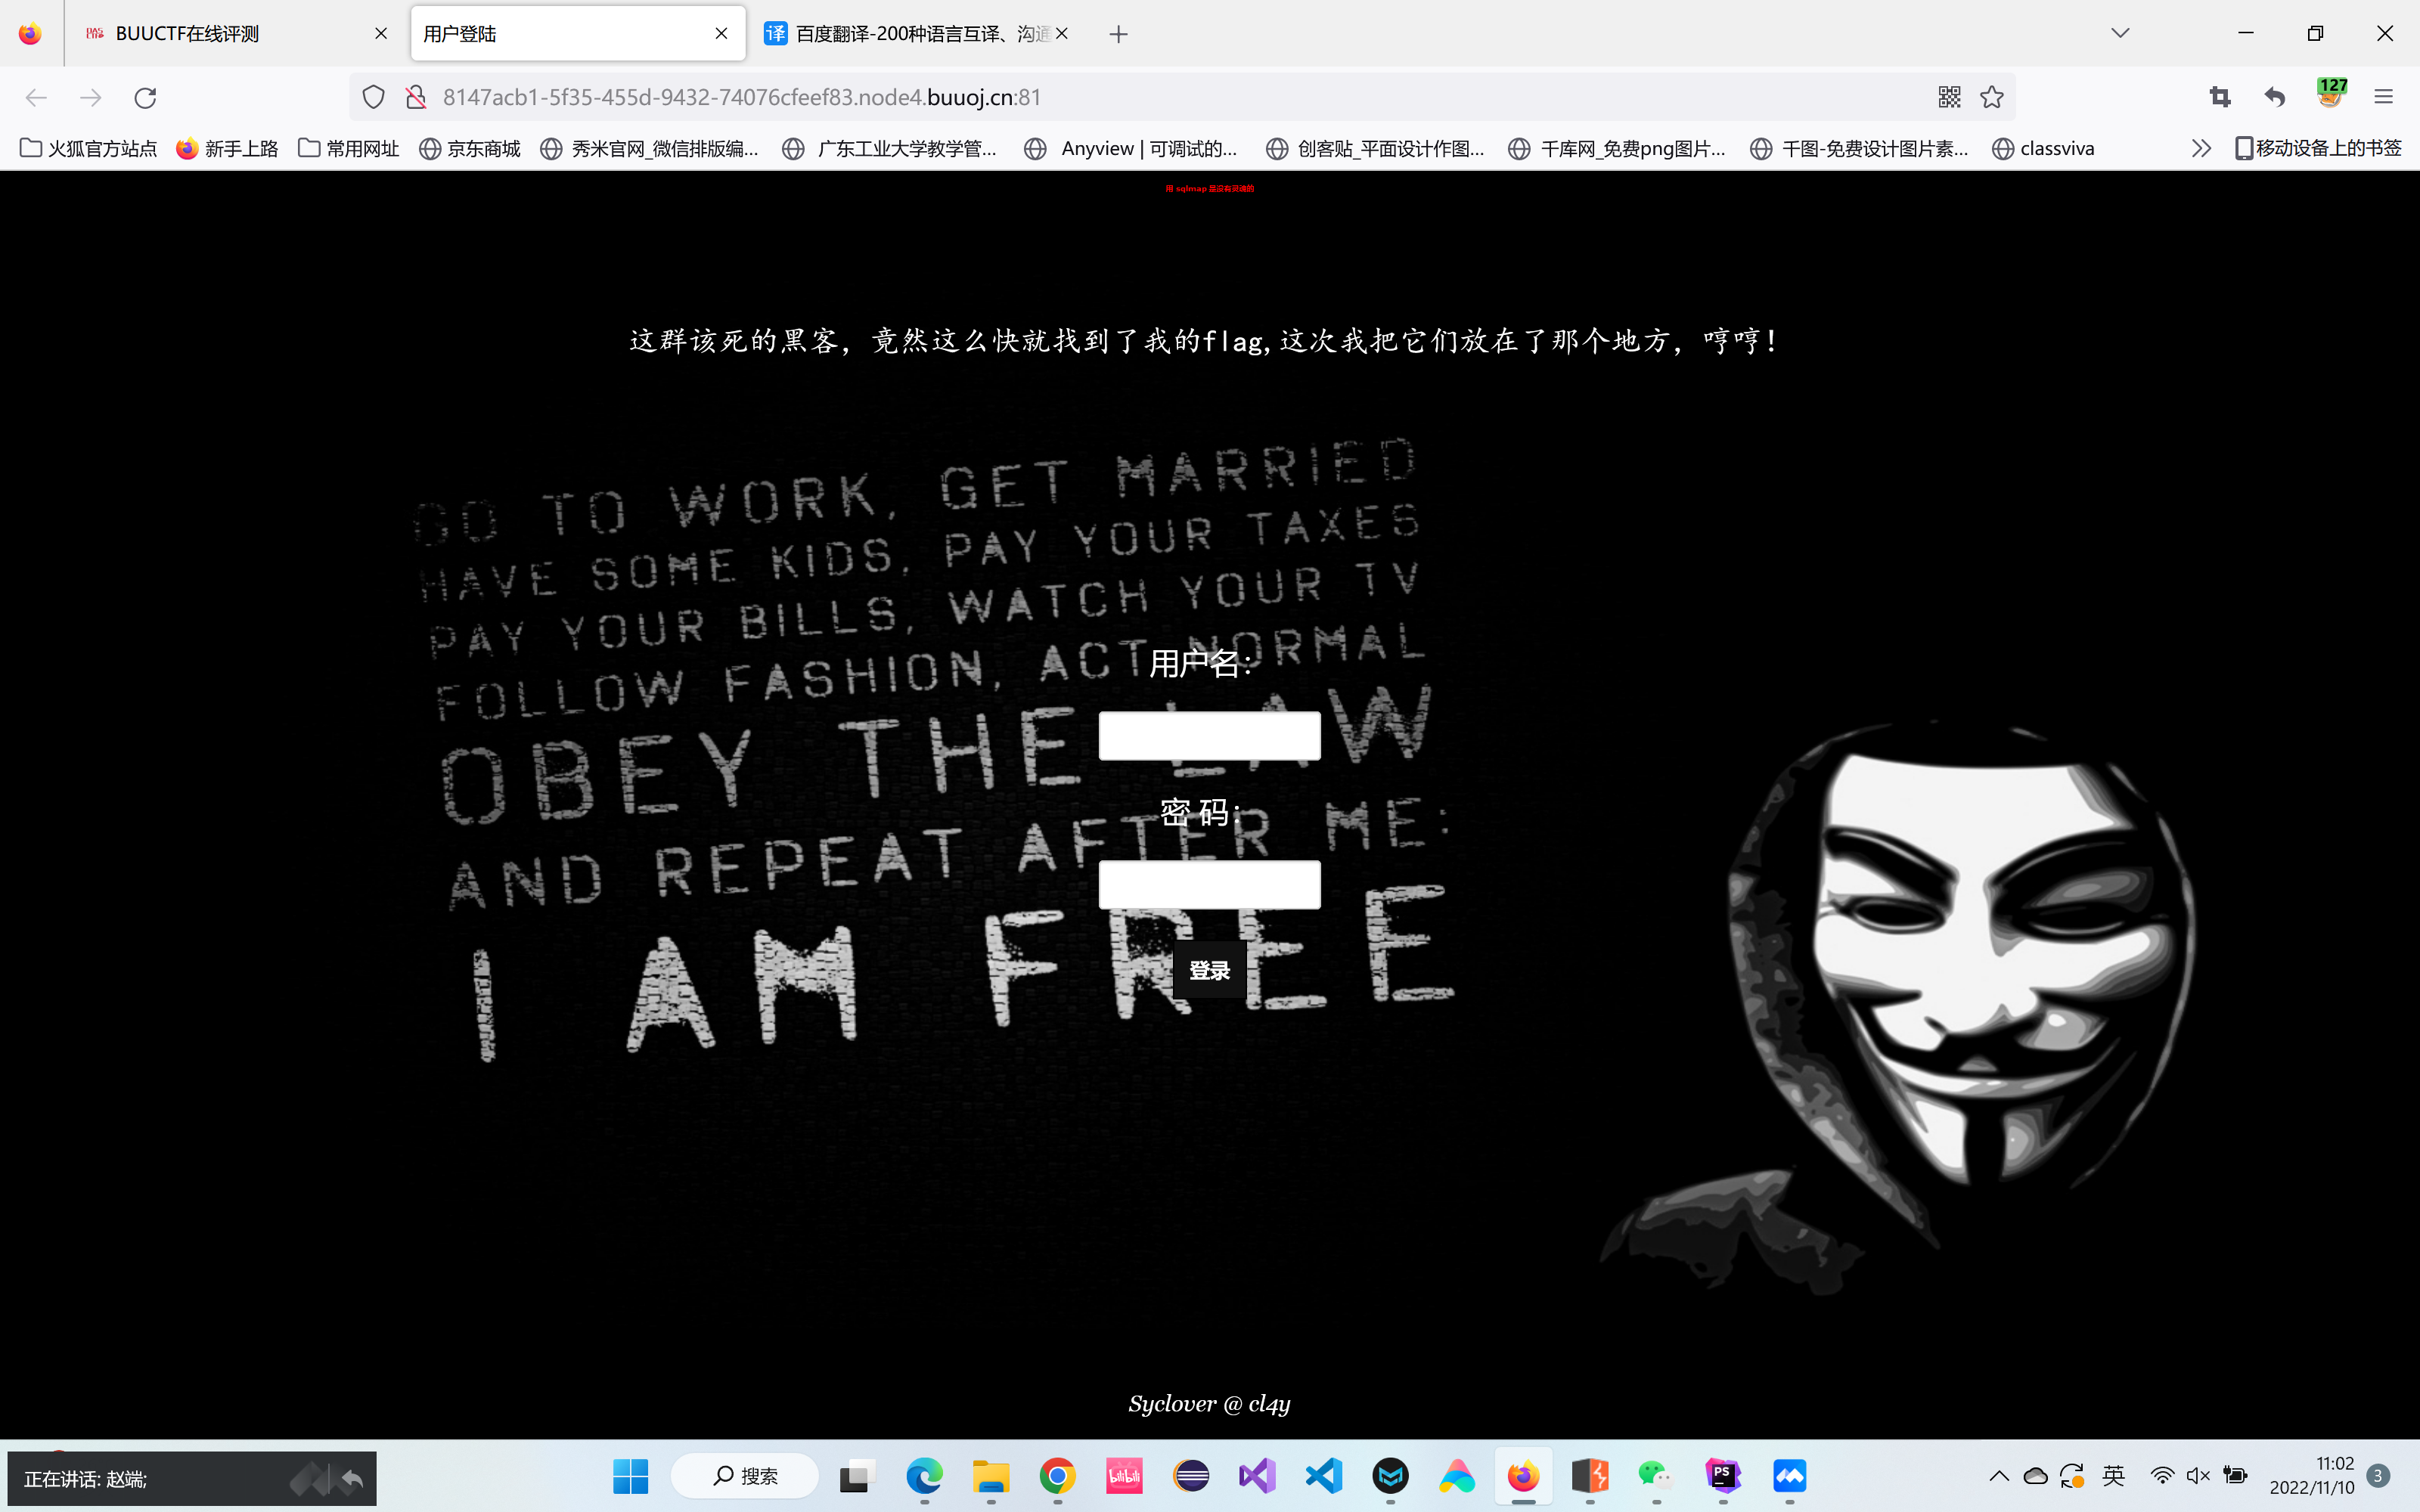 BUUCTF在线评测
用户登陆
译 百度翻译-200种语言互译、沟通
8147acb1-5f35-455d-9432-74076cfeef83.node4.buuoj.cn:81
127
火狐官方站点 新手上路 常用网址 京东商城 秀米官网_微信排版编... 广东工业大学教学管... Anyview | 可调试的... 创客贴_平面设计作图... 千库网_免费png图片... 千图-免费设计图片素... classviva 移动设备上的书签
用 sqlmap 是没有灵魂的
这群该死的黑客，竟然这么快就找到了我的flag,这次我把它们放在了那个地方，哼哼！
GO TO WORK, GET MARRIED
HAVE SOME KIDS, PAY YOUR TAXES
PAY YOUR BILLS, WATCH YOUR TV
FOLLOW FASHION, ACT NORMAL
OBEY THE LAW
AND REPEAT AFTER ME:
I AM FREE
用户名：
密 码：
登录
Syclover @ cl4y
正在讲话: 赵端;
搜索
bilibili
PS
英
11:02
2022/11/10
3